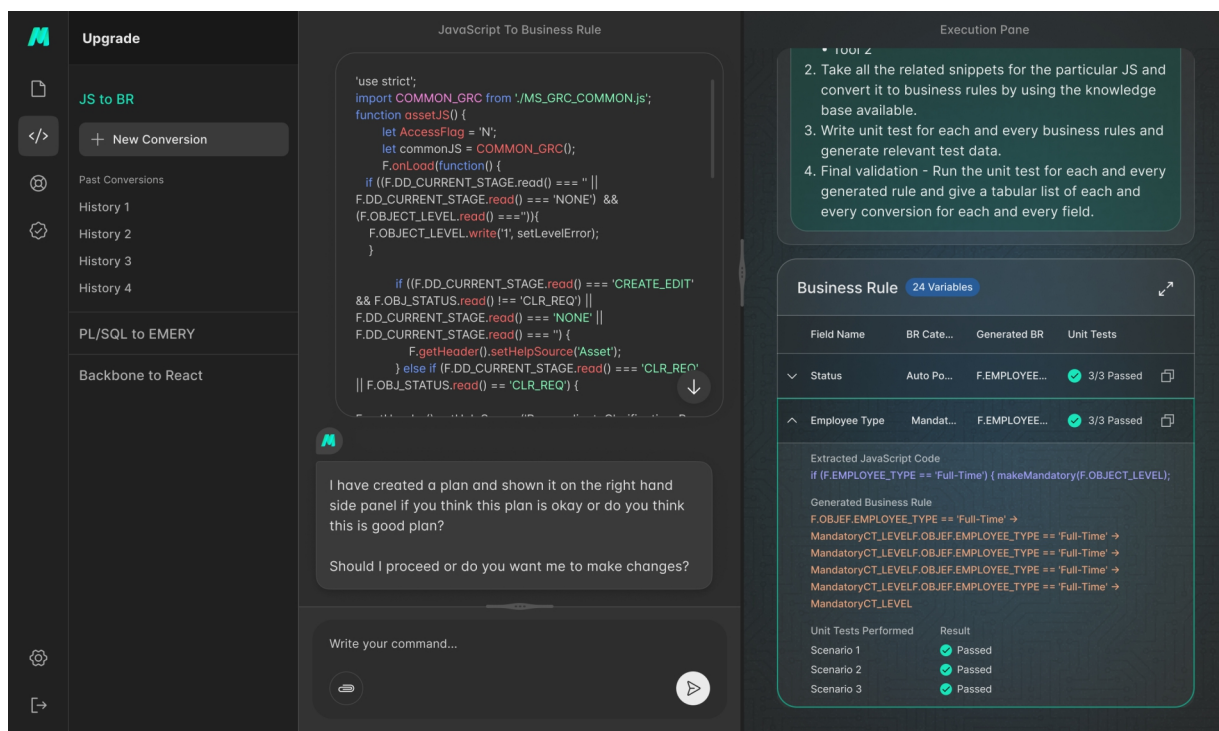 Upgrade
JS to BR
New Conversion
Past Conversions
History 1
History 2
History 3
History 4
PL/SQL to EMERY
Backbone to React
JavaScript To Business Rule
'use strict';
import COMMON_GRC from './MS_GRC_COMMON.js';
function assetJS() {
let AccessFlag = 'N';
let commonJS = COMMON_GRC();
F.onLoad(function() {
if ((F.DD_CURRENT_STAGE.read() === '' ||
F.DD_CURRENT_STAGE.read() === 'NONE') &&
(F.OBJECT_LEVEL.read() ==='')){
F.OBJECT_LEVEL.write('1', setLevelError);
}
if ((F.DD_CURRENT_STAGE.read() === 'CREATE_EDIT'
&& F.OBJ_STATUS.read() !== 'CLR_REQ') ||
F.DD_CURRENT_STAGE.read() === 'NONE' ||
F.DD_CURRENT_STAGE.read() === '') {
F.getHeader().setHelpSource('Asset');
} else if (F.DD_CURRENT_STAGE.read() === 'CLR_REQ'
|| F.OBJ_STATUS.read() == 'CLR_REQ') {
I have created a plan and shown it on the right hand
side panel if you think this plan is okay or do you think
this is good plan?
Should I proceed or do you want me to make changes?
Write your command...
Execution Pane
• Tool 2
2. Take all the related snippets for the particular JS and
convert it to business rules by using the knowledge
base available.
3. Write unit test for each and every business rules and
generate relevant test data.
4. Final validation - Run the unit test for each and every
generated rule and give a tabular list of each and
every conversion for each and every field.
Business Rule 24 Variables
Field Name BR Cate... Generated BR Unit Tests
Status Auto Po... F.EMPLOYEE... 3/3 Passed
Employee Type Mandat... F.EMPLOYEE... 3/3 Passed
Extracted JavaScript Code
if (F.EMPLOYEE_TYPE == 'Full-Time') { makeMandatory(F.OBJECT_LEVEL);
Generated Business Rule
F.OBJEF.EMPLOYEE_TYPE == 'Full-Time' →
MandatoryCT_LEVELF.OBJEF.EMPLOYEE_TYPE == 'Full-Time' →
MandatoryCT_LEVELF.OBJEF.EMPLOYEE_TYPE == 'Full-Time' →
MandatoryCT_LEVELF.OBJEF.EMPLOYEE_TYPE == 'Full-Time' →
MandatoryCT_LEVELF.OBJEF.EMPLOYEE_TYPE == 'Full-Time' →
MandatoryCT_LEVEL
Unit Tests Performed Result
Scenario 1 Passed
Scenario 2 Passed
Scenario 3 Passed